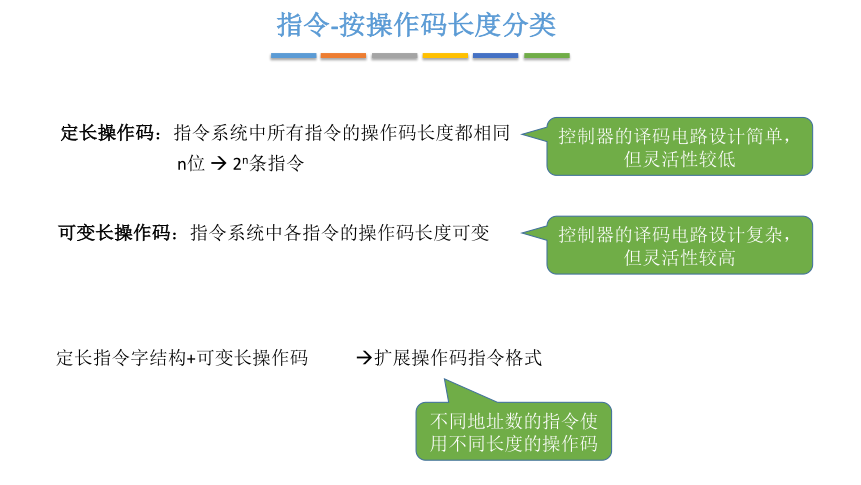 指令-按操作码长度分类
定长操作码：指令系统中所有指令的操作码长度都相同
n位 → 2ⁿ条指令
控制器的译码电路设计简单，
但灵活性较低
可变长操作码：指令系统中各指令的操作码长度可变
控制器的译码电路设计复杂，
但灵活性较高
定长指令字结构+可变长操作码 →扩展操作码指令格式
不同地址数的指令使
用不同长度的操作码